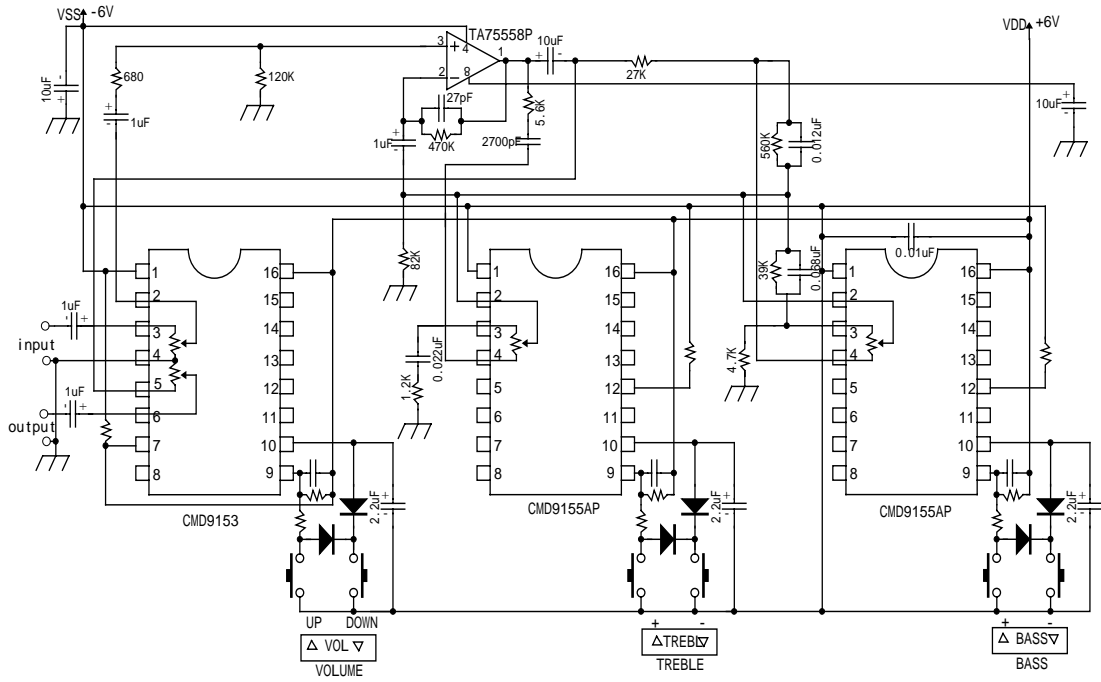 VSS -6V
TA75558P
VDD +6V
10uF
680
120K
3
2
4
8
1
10uF
27K
10uF
1uF
27pF
470K
1uF
5.6K
2700pF
560K
0.012uF
82K
39K
0.068uF
0.01uF
1 16
2 15
3 14
4 13
5 12
6 11
7 10
8 9
1 16
2 15
3 14
4 13
5 12
6 11
7 10
8 9
1 16
2 15
3 14
4 13
5 12
6 11
7 10
8 9
1uF
input
1uF
output
0.022uF
1.2K
4.7K
CMD9153
CMD9155AP
CMD9155AP
2.2uF
2.2uF
2.2uF
UP DOWN
+ -
+ -
△ VOL ▽
△TREBL▽
△ BASS▽
VOLUME
TREBLE
BASS